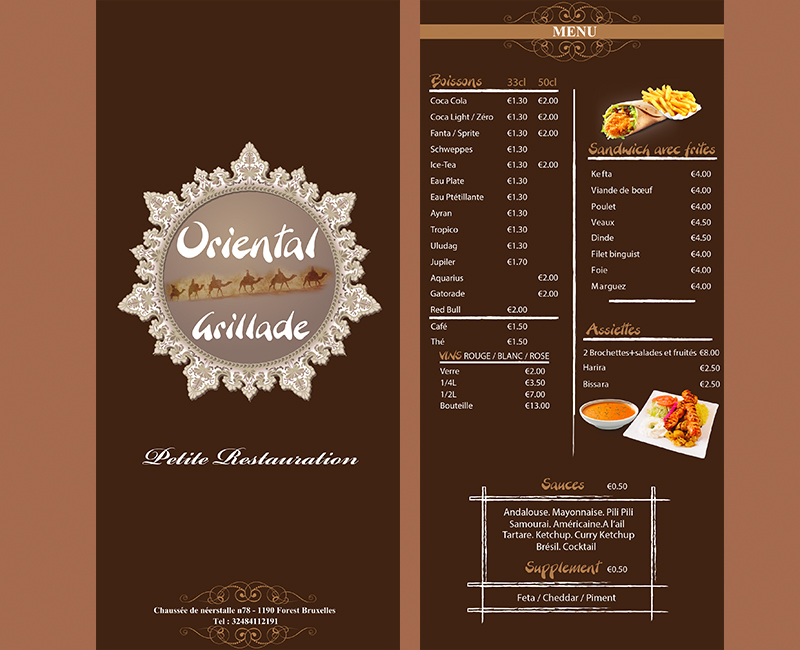 Oriental
Grillade
Petite Restauration
Chaussée de néerstalle n78 - 1190 Forest Bruxelles
Tel : 32484112191
MENU
Boissons 33cl 50cl
Coca Cola €1.30 €2.00
Coca Light / Zéro €1.30 €2.00
Fanta / Sprite €1.30 €2.00
Schweppes €1.30
Ice-Tea €1.30 €2.00
Eau Plate €1.30
Eau Ptétillante €1.30
Ayran €1.30
Tropico €1.30
Uludag €1.30
Jupiler €1.70
Aquarius €2.00
Gatorade €2.00
Red Bull €2.00
Café €1.50
Thé €1.50
VINS ROUGE / BLANC / ROSE
Verre €2.00
1/4L €3.50
1/2L €7.00
Bouteille €13.00
Sandwich avec frites
Kefta €4.00
Viande de bœuf €4.00
Poulet €4.00
Veaux €4.50
Dinde €4.50
Filet binguist €4.00
Foie €4.00
Marguez €4.00
Assiettes
2 Brochettes+salades et fruités €8.00
Harira €2.50
Bissara €2.50
Sauces €0.50
Andalouse. Mayonnaise. Pili Pili
Samourai. Américaine.A l'ail
Tartare. Ketchup. Curry Ketchup
Brésil. Cocktail
Supplement €0.50
Feta / Cheddar / Piment